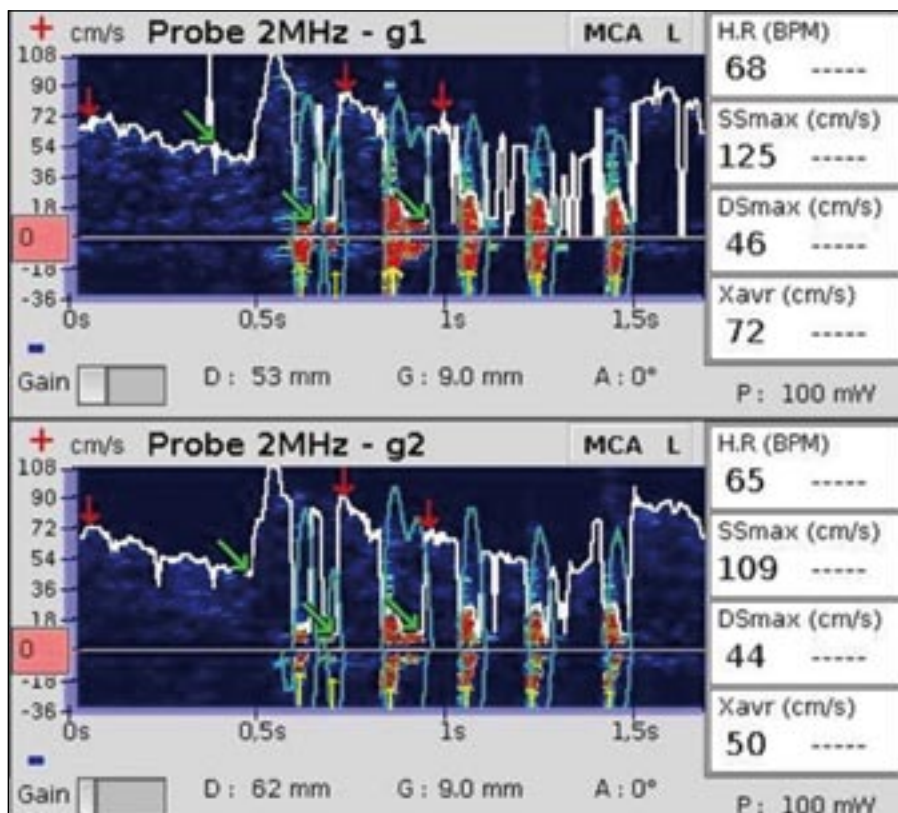 + cm/s Probe 2MHz - g1 MCA L
108
90
72
54
36
18
0
-18
-36
0s 0,5s 1s 1,5s
-
Gain D : 53 mm G : 9.0 mm A : 0°
H.R (BPM)
68 -----
SSmax (cm/s)
125 -----
DSmax (cm/s)
46 -----
Xavr (cm/s)
72 -----
P : 100 mW
+ cm/s Probe 2MHz - g2 MCA L
108
90
72
54
36
18
0
-18
-36
0s 0,5s 1s 1,5s
-
Gain D : 62 mm G : 9.0 mm A : 0°
H.R (BPM)
65 -----
SSmax (cm/s)
109 -----
DSmax (cm/s)
44 -----
Xavr (cm/s)
50 -----
P : 100 mW